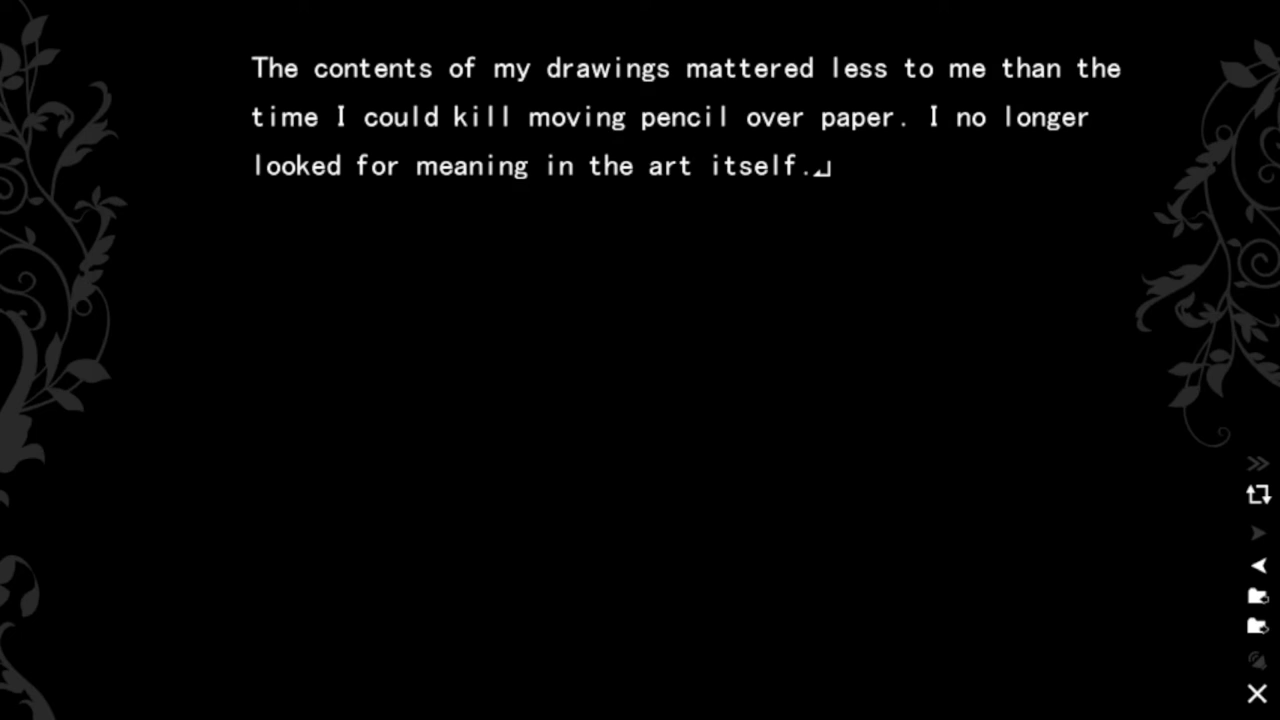 The contents of my drawings mattered less to me than the
time I could kill moving pencil over paper. I no longer
looked for meaning in the art itself.